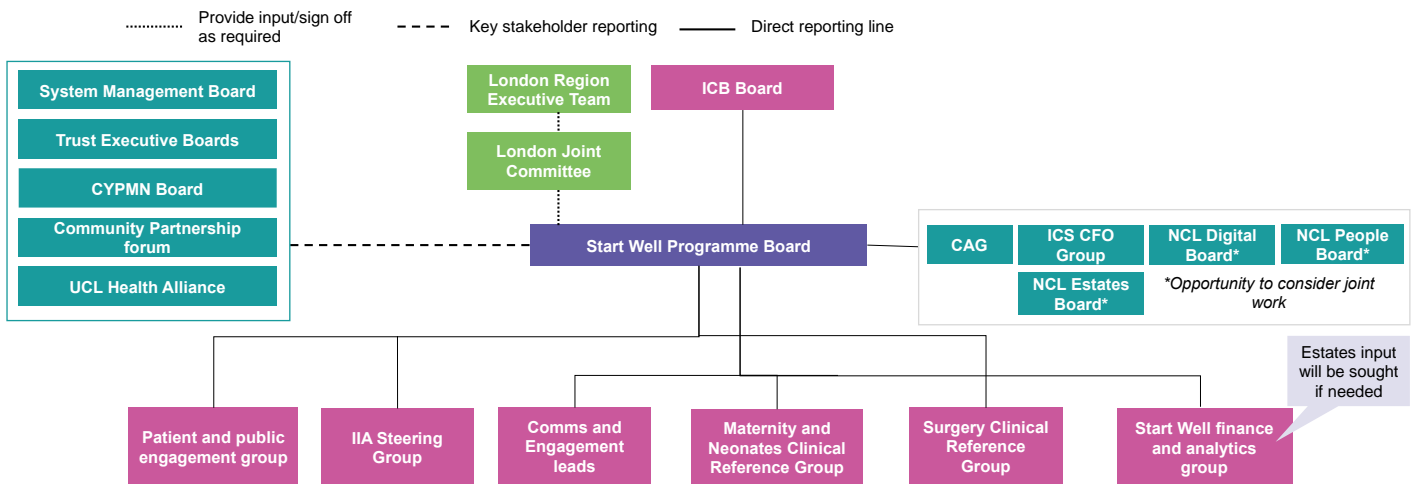 Provide input/sign off
as required
Key stakeholder reporting
Direct reporting line
System Management Board
Trust Executive Boards
CYPMN Board
Community Partnership
forum
UCL Health Alliance
London Region
Executive Team
London Joint
Committee
ICB Board
Start Well Programme Board
CAG
ICS CFO
Group
NCL Digital
Board*
NCL People
Board*
NCL Estates
Board*
*Opportunity to consider joint
work
Estates input
will be sought
if needed
Patient and public
engagement group
IIA Steering
Group
Comms and
Engagement
leads
Maternity and
Neonates Clinical
Reference Group
Surgery Clinical
Reference
Group
Start Well finance
and analytics
group